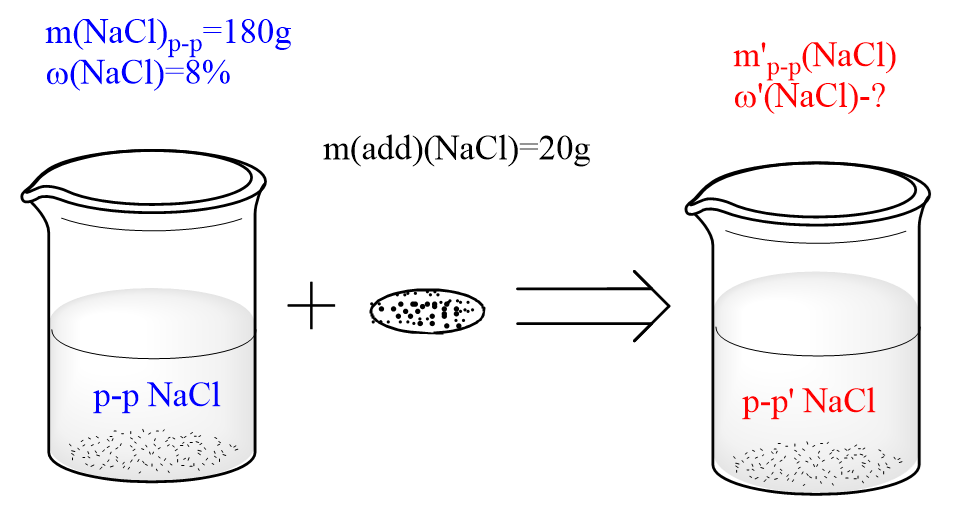 m(NaCl)p-p=180g
ω(NaCl)=8%
m'p-p(NaCl)
ω'(NaCl)-?
m(add)(NaCl)=20g
p-p NaCl
p-p' NaCl